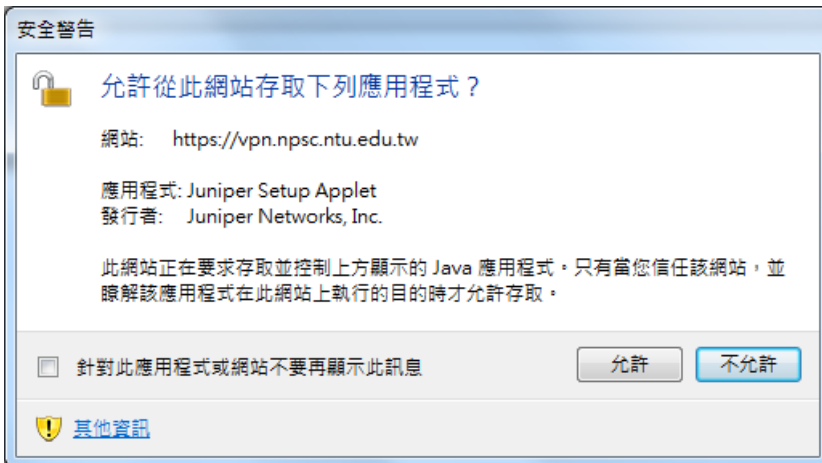 安全警告
允許從此網站存取下列應用程式？
網站: https://vpn.npsc.ntu.edu.tw
應用程式: Juniper Setup Applet
發行者: Juniper Networks, Inc.
此網站正在要求存取並控制上方顯示的 Java 應用程式。只有當您信任該網站，並
瞭解該應用程式在此網站上執行的目的時才允許存取。
針對此應用程式或網站不要再顯示此訊息
允許
不允許
其他資訊